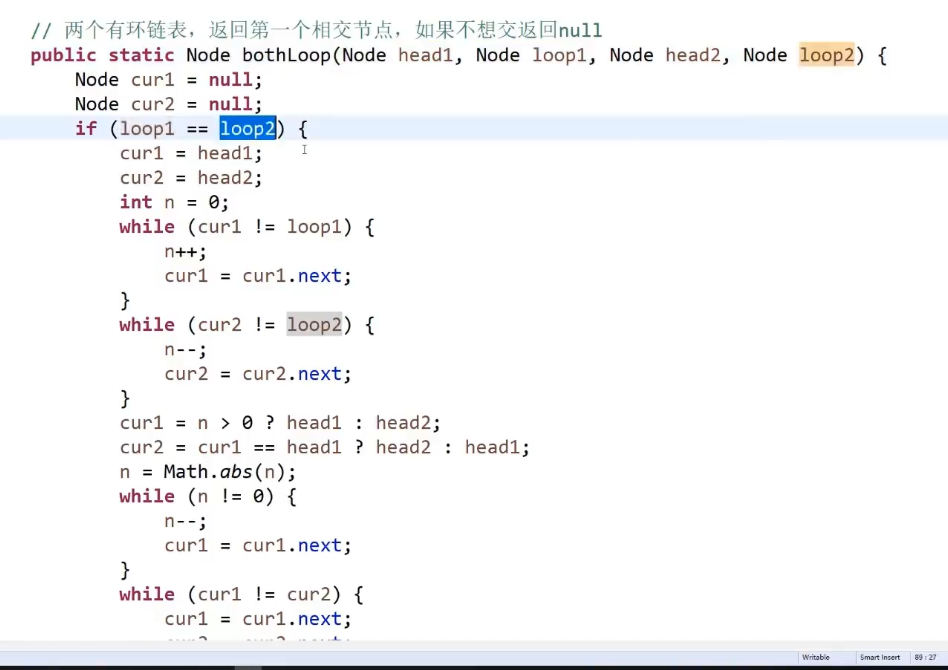 // 两个有环链表，返回第一个相交节点，如果不想交返回null
public static Node bothLoop(Node head1, Node loop1, Node head2, Node loop2) {
Node cur1 = null;
Node cur2 = null;
if (loop1 == loop2) {
cur1 = head1;
cur2 = head2;
int n = 0;
while (cur1 != loop1) {
n++;
cur1 = cur1.next;
}
while (cur2 != loop2) {
n--;
cur2 = cur2.next;
}
cur1 = n > 0 ? head1 : head2;
cur2 = cur1 == head1 ? head2 : head1;
n = Math.abs(n);
while (n != 0) {
n--;
cur1 = cur1.next;
}
while (cur1 != cur2) {
cur1 = cur1.next;
Writable Smart Insert 89 : 27